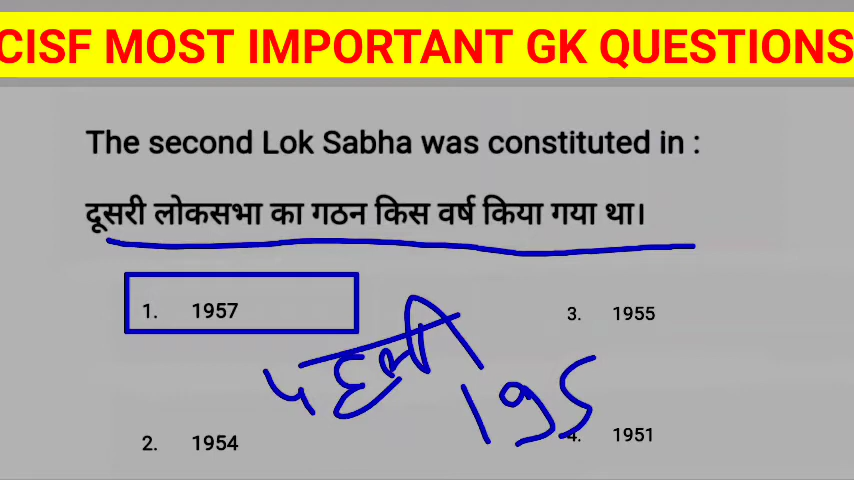 CISF MOST IMPORTANT GK QUESTIONS
The second Lok Sabha was constituted in :
दूसरी लोकसभा का गठन किस वर्ष किया गया था।
1. 1957
3. 1955
पहली
195
2. 1954
4. 1951